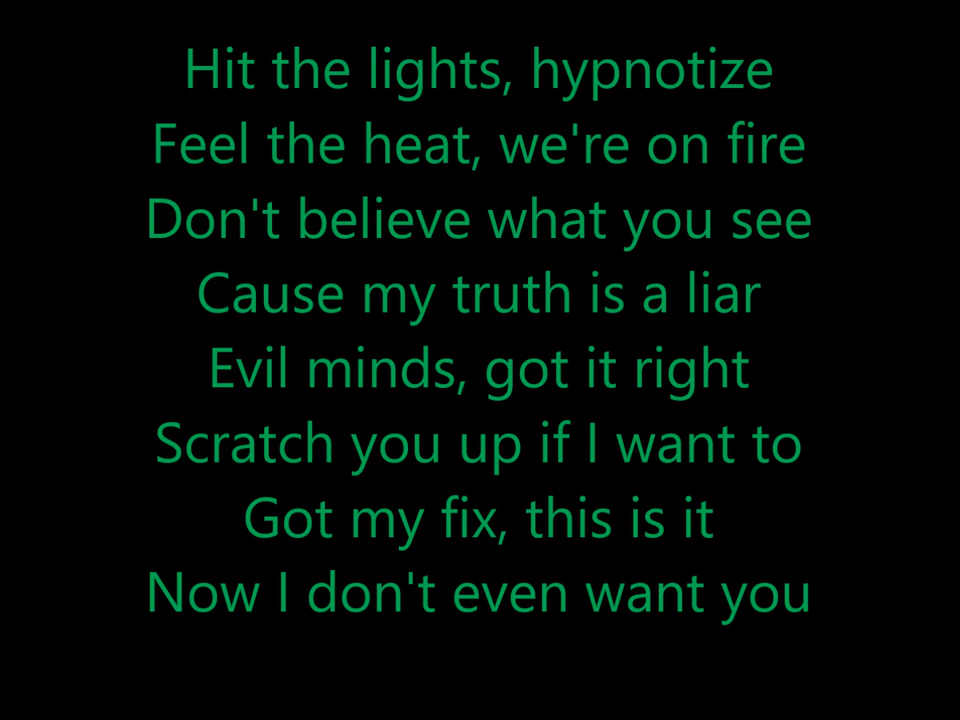 Hit the lights, hypnotize
Feel the heat, we're on fire
Don't believe what you see
Cause my truth is a liar
Evil minds, got it right
Scratch you up if I want to
Got my fix, this is it
Now I don't even want you